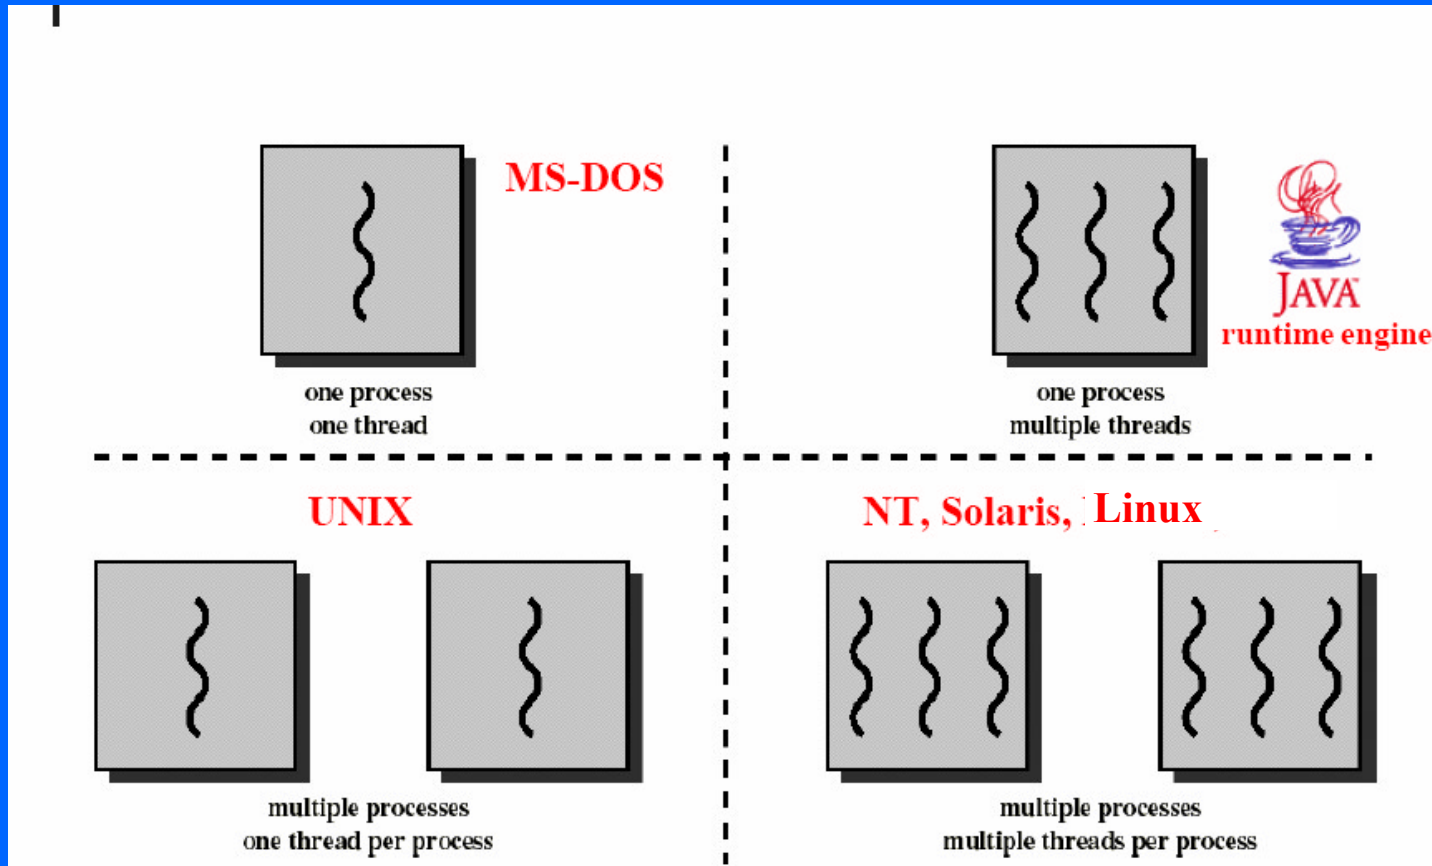 MS-DOS
one process
one thread
JAVA
runtime engine
one process
multiple threads
UNIX
multiple processes
one thread per process
NT, Solaris, Linux
multiple processes
multiple threads per process